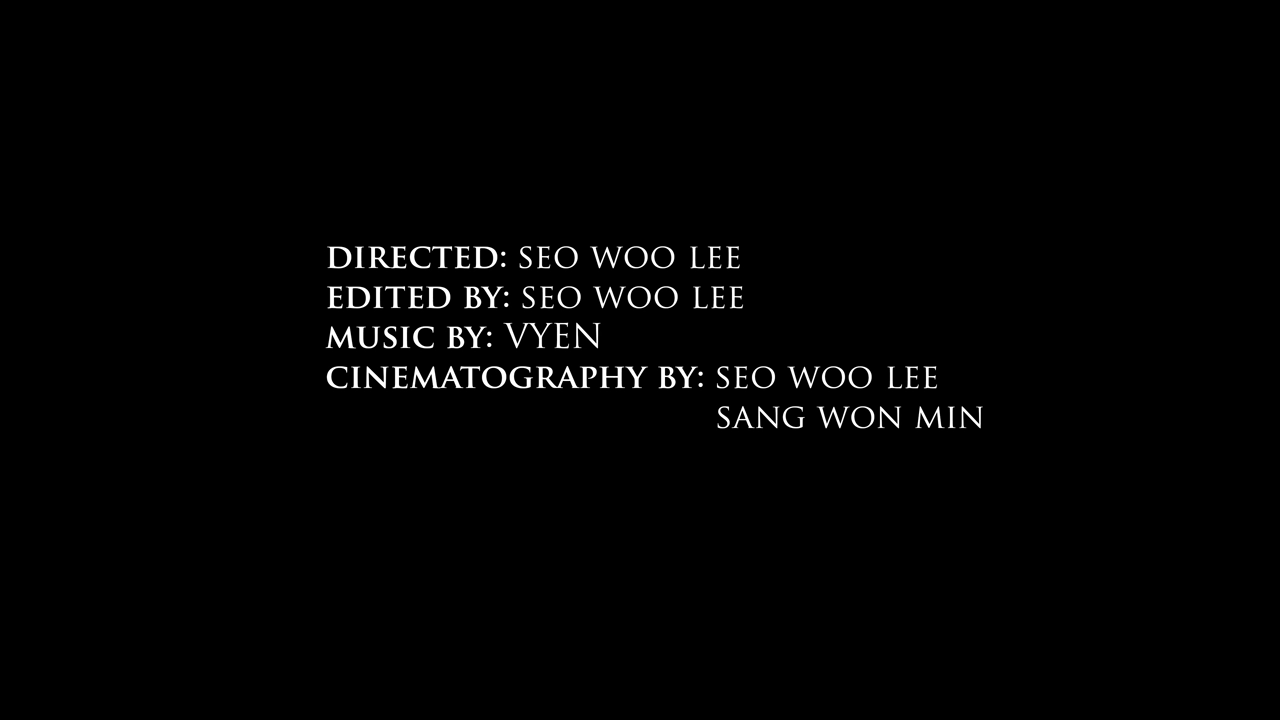 DIRECTED: SEO WOO LEE
EDITED BY: SEO WOO LEE
MUSIC BY: VYEN
CINEMATOGRAPHY BY: SEO WOO LEE
SANG WON MIN